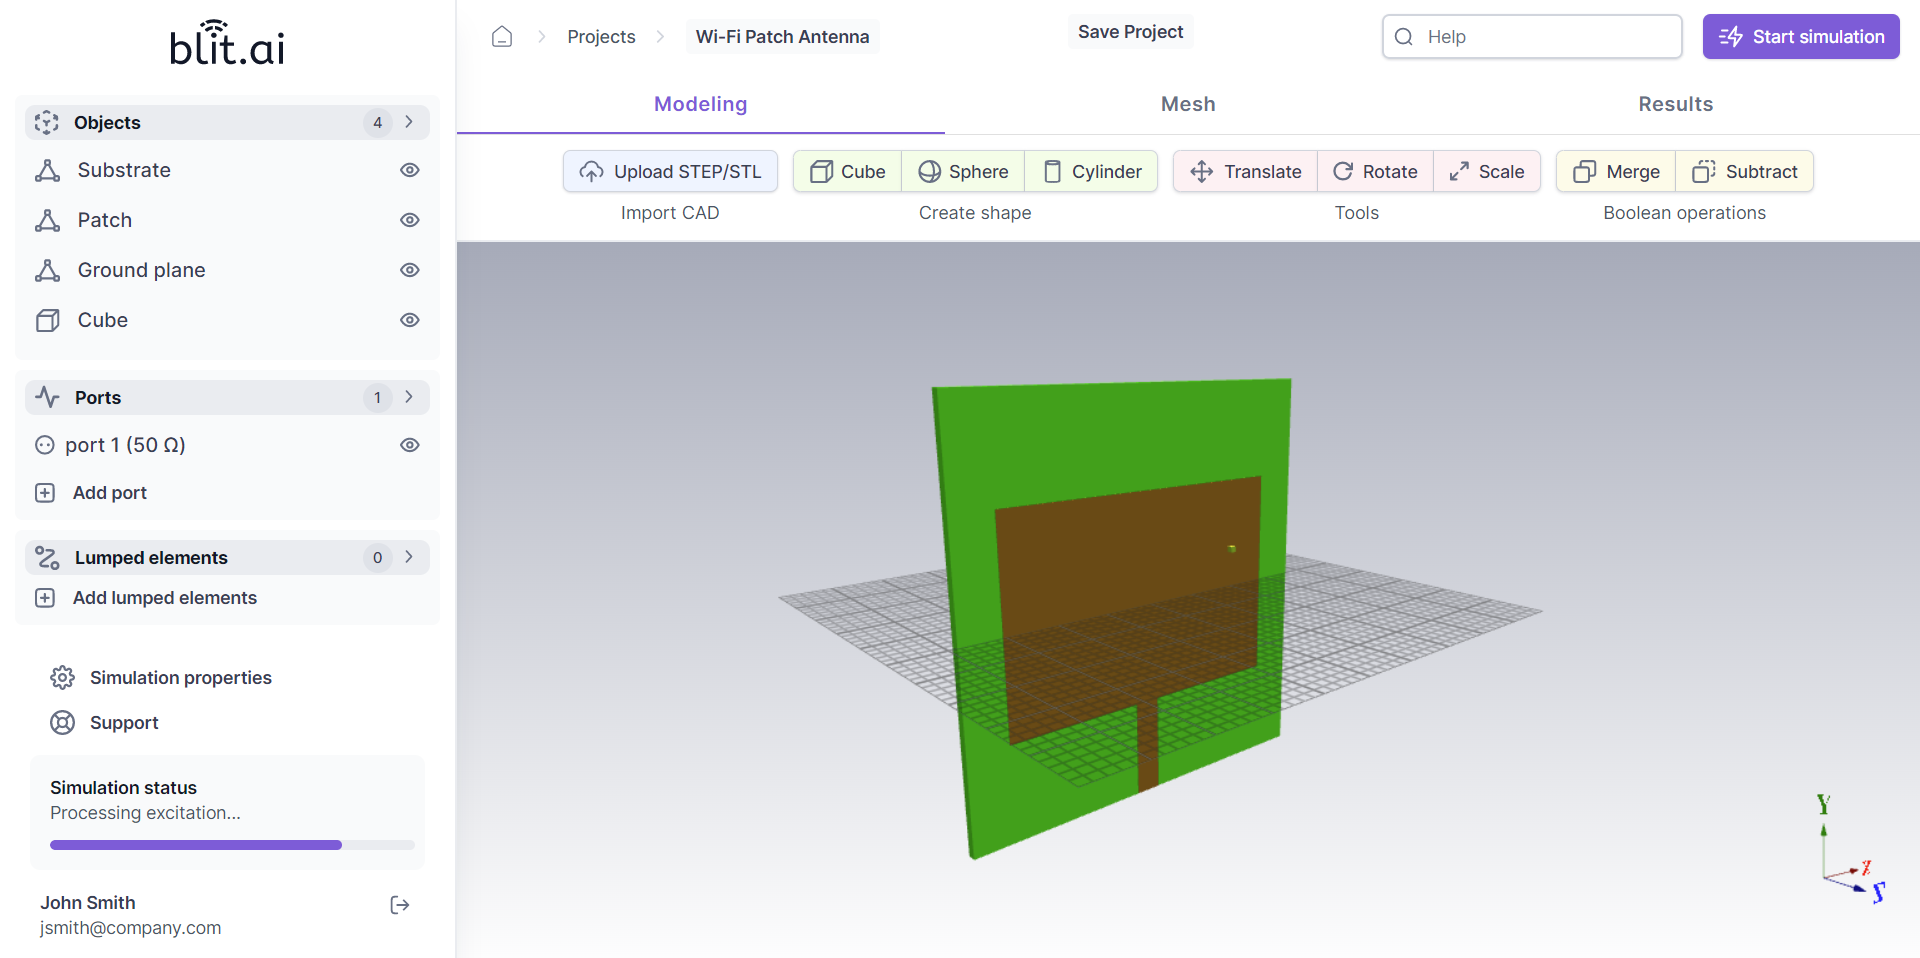 blit.ai
Objects 4
Substrate
Patch
Ground plane
Cube
Ports 1
port 1 (50 Ω)
Add port
Lumped elements 0
Add lumped elements
Simulation properties
Support
Simulation status
Processing excitation...
John Smith
jsmith@company.com
Projects Wi-Fi Patch Antenna Save Project Help Start simulation
Modeling Mesh Results
Upload STEP/STL Cube Sphere Cylinder Translate Rotate Scale Merge Subtract
Import CAD Create shape Tools Boolean operations
Y